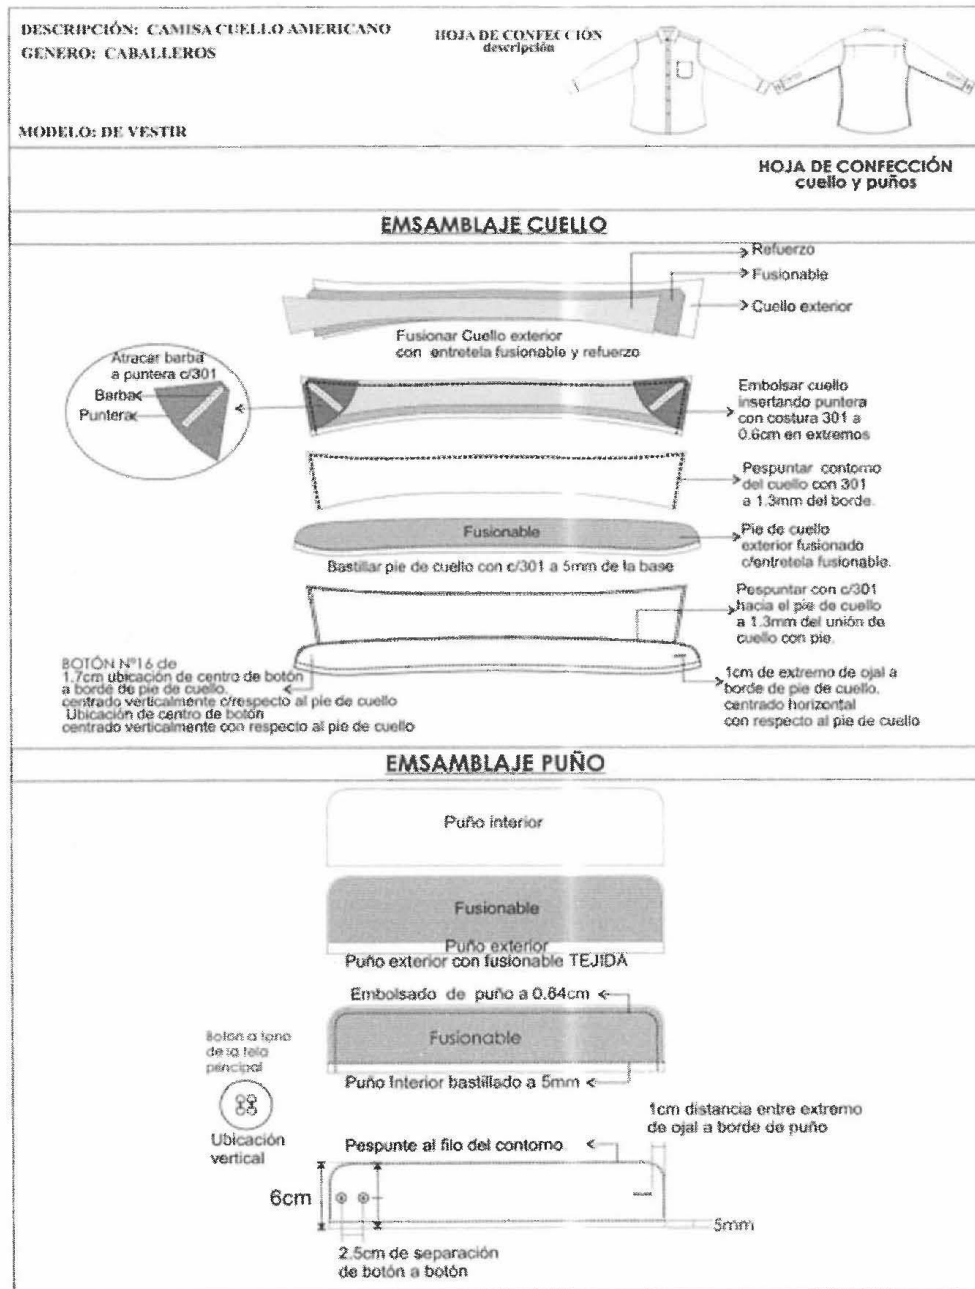 DESCRIPCIÓN: CAMISA CUELLO AMERICANO
GENERO: CABALLEROS
HOJA DE CONFECCIÓN
descripción
MODELO: DE VESTIR
HOJA DE CONFECCIÓN
cuello y puños
EMSAMBLAJE CUELLO
Refuerzo
Fusionable
Cuello exterior
Fusionar Cuello exterior
con entretela fusionable y refuerzo
Atracar barba
a puntera c/301
Barba
Puntera
Embolsar cuello
insertando puntera
con costura 301 a
0.6cm en extremos
Pespuntar contorno
del cuello con 301
a 1.3mm del borde.
Fusionable
Pie de cuello
exterior fusionado
c/entretela fusionable.
Bastillar pie de cuello con c/301 a 5mm de la base
Pespuntar con c/301
hacia el pie de cuello
a 1.3mm del unión de
cuello con pie.
BOTÓN Nº16 de
1.7cm ubicación de centro de botón
a borde de pie de cuello.
centrado verticalmente c/respecto al pie de cuello
Ubicación de centro de botón
centrado verticalmente con respecto al pie de cuello
1cm de extremo de ojal a
borde de pie de cuello.
centrado horizontal
con respecto al pie de cuello
EMSAMBLAJE PUÑO
Puño interior
Fusionable
Puño exterior
Puño exterior con fusionable TEJIDA
Embolsado de puño a 0.64cm
Fusionable
Puño Interior bastillado a 5mm
Boton a tono
de la tela
pincipal
Ubicación
vertical
1cm distancia entre extremo
de ojal a borde de puño
Pespunte al filo del contorno
6cm
5mm
2.5cm de separación
de botón a botón